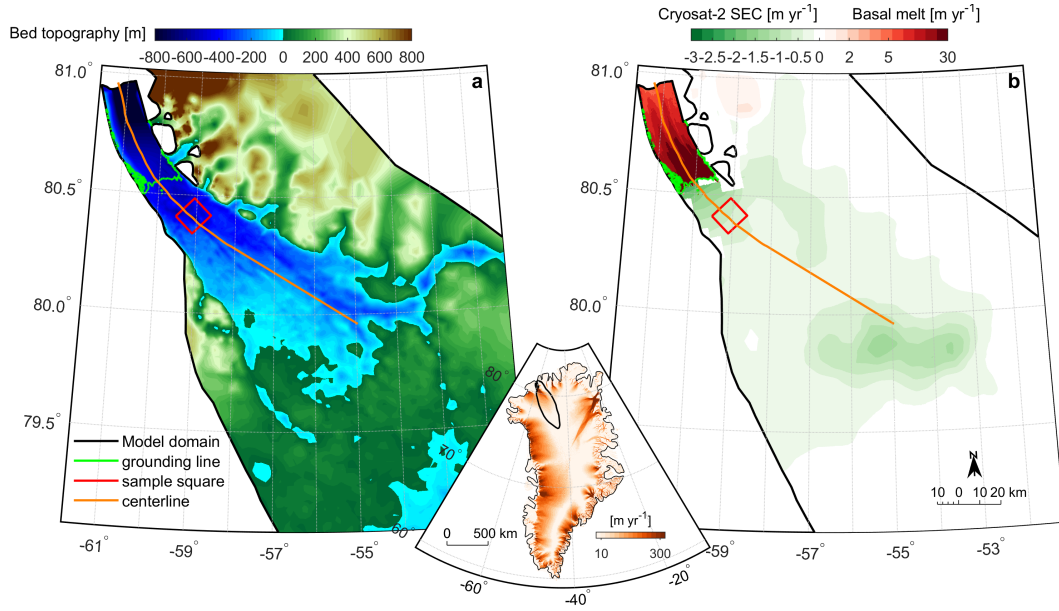 Bed topography [m]
-800-600-400-200 0 200 400 600 800
Cryosat-2 SEC [m yr-1] Basal melt [m yr-1]
-3-2.5-2-1.5-1-0.5 0 2 5 30
81.0°
80.5°
80.0°
79.5°
a
Model domain
grounding line
sample square
centerline
-61° -59° -57° -55°
81.0°
80.5°
80.0°
b
N
10 0 10 20 km
-59° -57° -55° -53°
80°
70°
60°
0 500 km
[m yr-1]
10 300
-60° -40° -20°